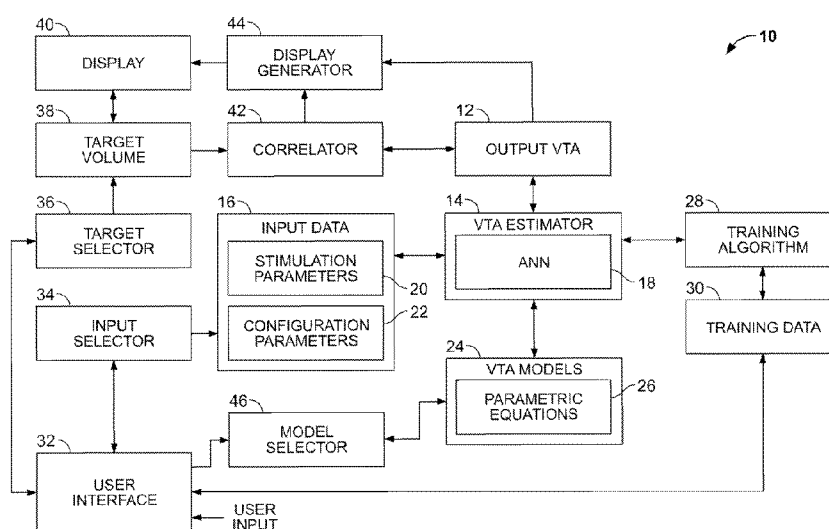 10
40
DISPLAY
44
DISPLAY
GENERATOR
38
TARGET
VOLUME
42
CORRELATOR
12
OUTPUT VTA
36
TARGET
SELECTOR
16
INPUT DATA
STIMULATION
PARAMETERS
20
CONFIGURATION
PARAMETERS
22
14
VTA ESTIMATOR
ANN
18
28
TRAINING
ALGORITHM
30
TRAINING DATA
34
INPUT
SELECTOR
24
VTA MODELS
PARAMETRIC
EQUATIONS
26
46
MODEL
SELECTOR
32
USER
INTERFACE
USER
INPUT